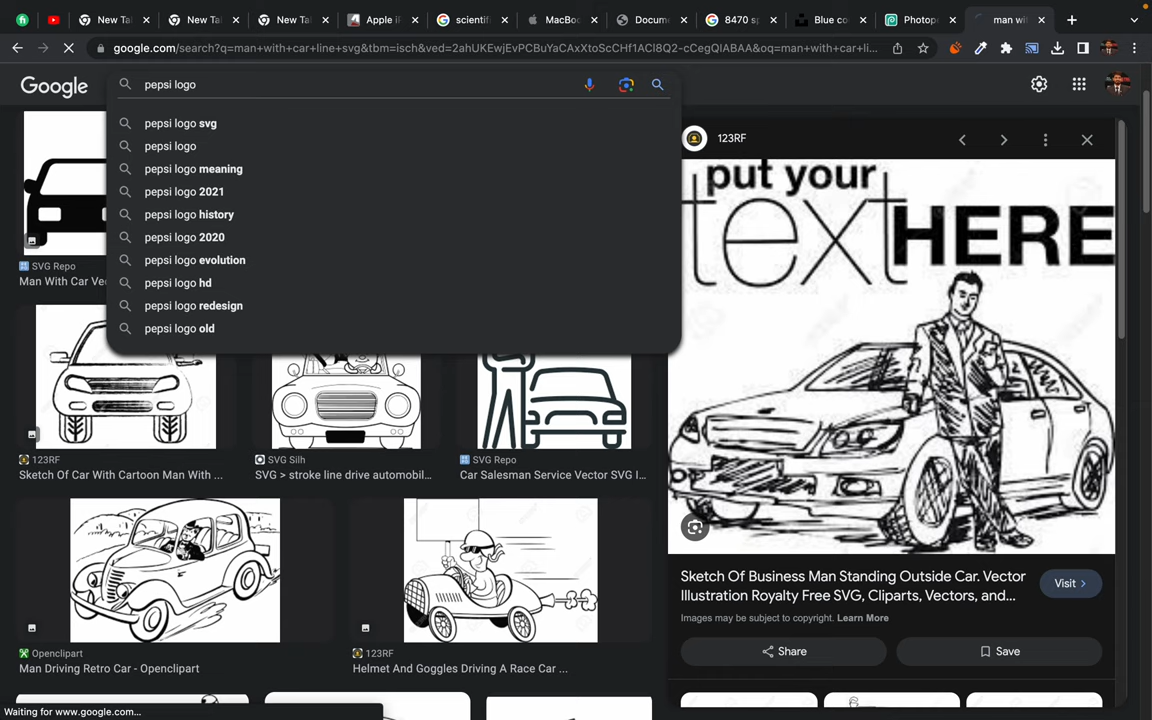 New Tal
New Tal
New Tal
Apple i
scientif
MacBo
Docume
8470 s
Blue co
Photop
man wi
google.com/search?q=man+with+car+line+svg&tbm=isch&ved=2ahUKEwjEvPCBuYaCAxXtoScCHf1ACl8Q2-cCegQIABAA&oq=man+with+car+li...
Google
pepsi logo
pepsi logo svg
pepsi logo
pepsi logo meaning
pepsi logo 2021
pepsi logo history
pepsi logo 2020
pepsi logo evolution
pepsi logo hd
pepsi logo redesign
pepsi logo old
SVG Repo
Man With Car Ve
123RF
Sketch Of Car With Cartoon Man With ...
SVG Silh
SVG > stroke line drive automobil...
SVG Repo
Car Salesman Service Vector SVG I...
Openclipart
Man Driving Retro Car - Openclipart
123RF
Helmet And Goggles Driving A Race Car ...
123RF
put your
text HERE
Sketch Of Business Man Standing Outside Car. Vector
Illustration Royalty Free SVG, Cliparts, Vectors, and...
Visit
Images may be subject to copyright. Learn More
Share
Save
Waiting for www.google.com...